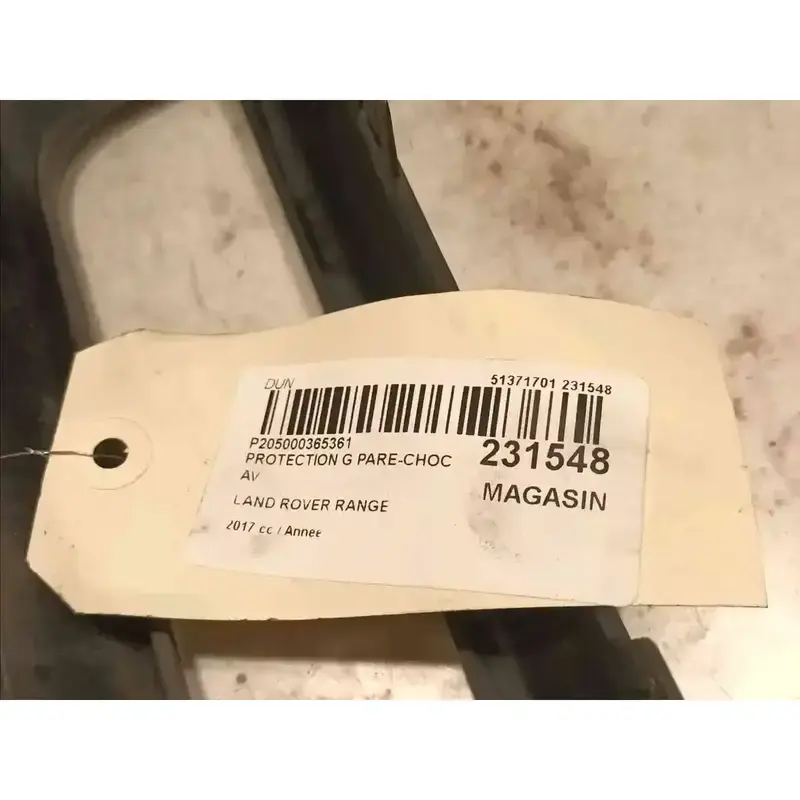 DUN 51371701 231548
P205000365361
PROTECTION G PARE-CHOC
AV
231548
LAND ROVER RANGE
MAGASIN
2017 cc / Annee